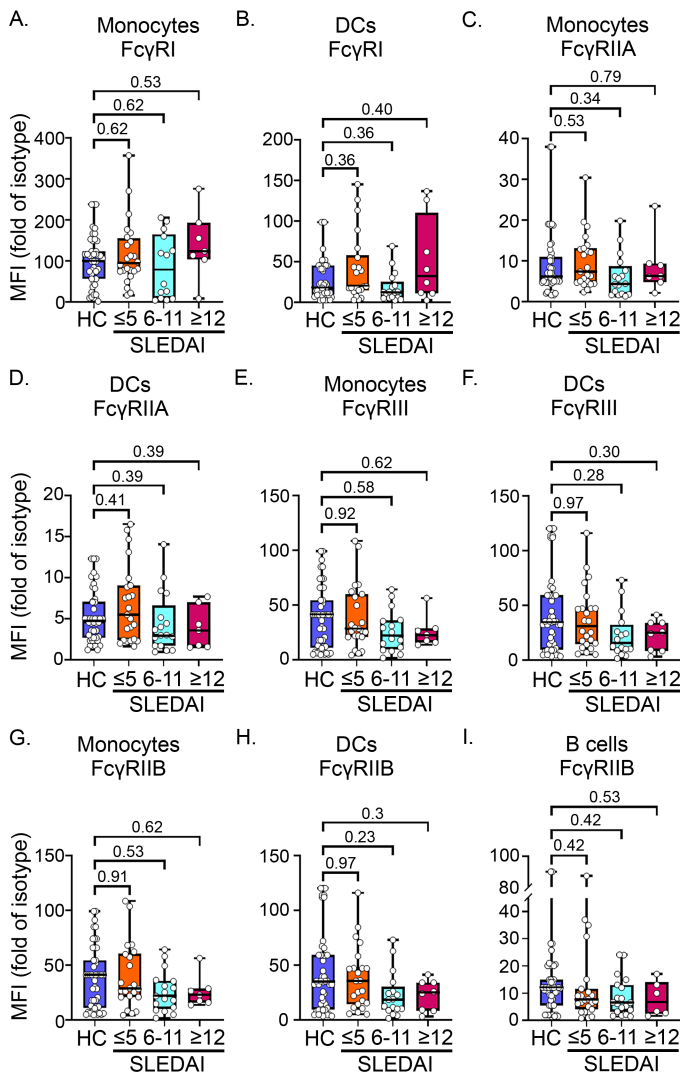 A.
Monocytes
FcγRI
0.53
0.62
0.62
MFI (fold of isotype)
400
300
200
100
0
HC ≤5 6–11 ≥12
SLEDAI
B.
DCs
FcγRI
0.40
0.36
0.36
200
150
100
50
0
HC ≤5 6–11 ≥12
SLEDAI
C.
Monocytes
FcγRIIA
0.79
0.34
0.53
40
30
20
10
0
HC ≤5 6–11 ≥12
SLEDAI
D.
DCs
FcγRIIA
0.39
0.39
0.41
MFI (fold of isotype)
20
15
10
5
0
HC ≤5 6–11 ≥12
SLEDAI
E.
Monocytes
FcγRIII
0.62
0.58
0.92
150
100
50
0
HC ≤5 6–11 ≥12
SLEDAI
F.
DCs
FcγRIII
0.30
0.28
0.97
150
100
50
0
HC ≤5 6–11 ≥12
SLEDAI
G.
Monocytes
FcγRIIB
0.62
0.53
0.91
MFI (fold of isotype)
150
100
50
0
HC ≤5 6–11 ≥12
SLEDAI
H.
DCs
FcγRIIB
0.3
0.23
0.97
150
100
50
0
HC ≤5 6–11 ≥12
SLEDAI
I.
B cells
FcγRIIB
0.53
0.42
0.42
100
80
40
30
20
10
0
HC ≤5 6–11 ≥12
SLEDAI